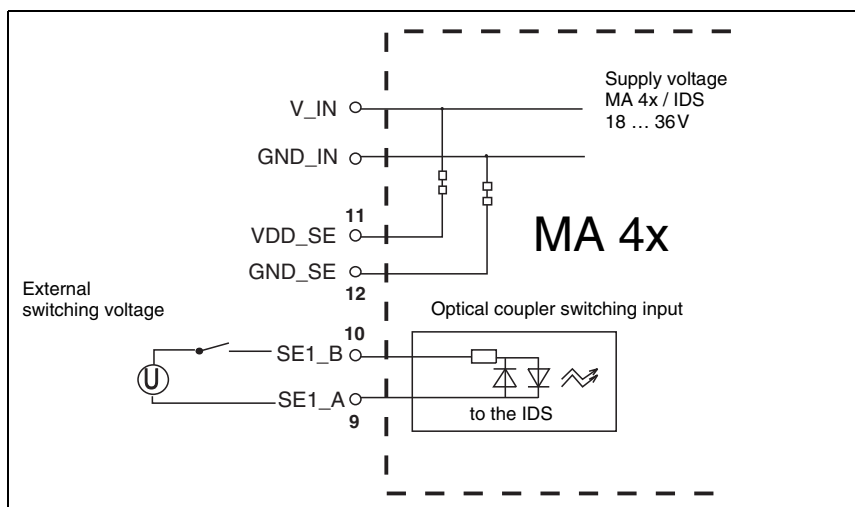 Supply voltage
MA 4x / IDS
18 … 36V
V_IN
GND_IN
11
VDD_SE
MA 4x
GND_SE
12
External
switching voltage
Optical coupler switching input
10
SE1_B
U
SE1_A
9
to the IDS